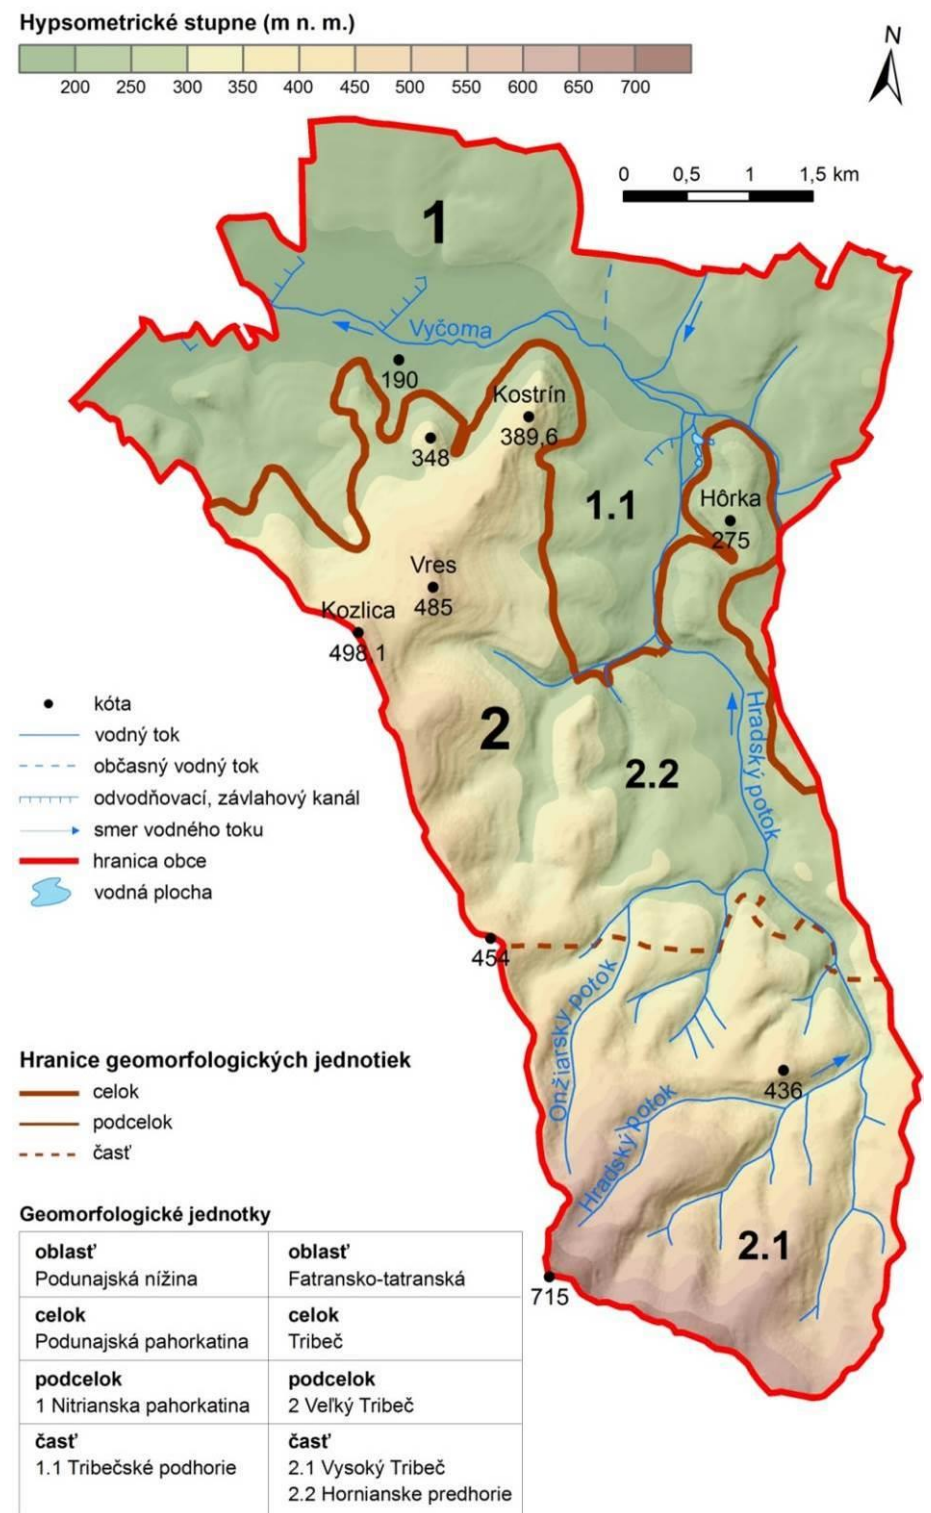 Hypsometrické stupne (m n. m.)
200 250 300 350 400 450 500 550 600 650 700
N
0 0,5 1 1,5 km
1
Vyčoma
190
Kostrín
389,6
348
1.1
Hôrka
275
Vres
485
Kozlica
498,1
2
2.2
Hradský potok
454
Onžiarsky potok
436
Hradský potok
2.1
715
kóta
vodný tok
občasný vodný tok
odvodňovací, závlahový kanál
smer vodného toku
hranica obce
vodná plocha
Hranice geomorfologických jednotiek
celok
podcelok
časť
Geomorfologické jednotky
oblasť
Podunajská nížina
oblasť
Fatransko-tatranská
celok
Podunajská pahorkatina
celok
Tribeč
podcelok
1 Nitrianska pahorkatina
podcelok
2 Veľký Tribeč
časť
1.1 Tribečské podhorie
časť
2.1 Vysoký Tribeč
2.2 Hornianske predhorie